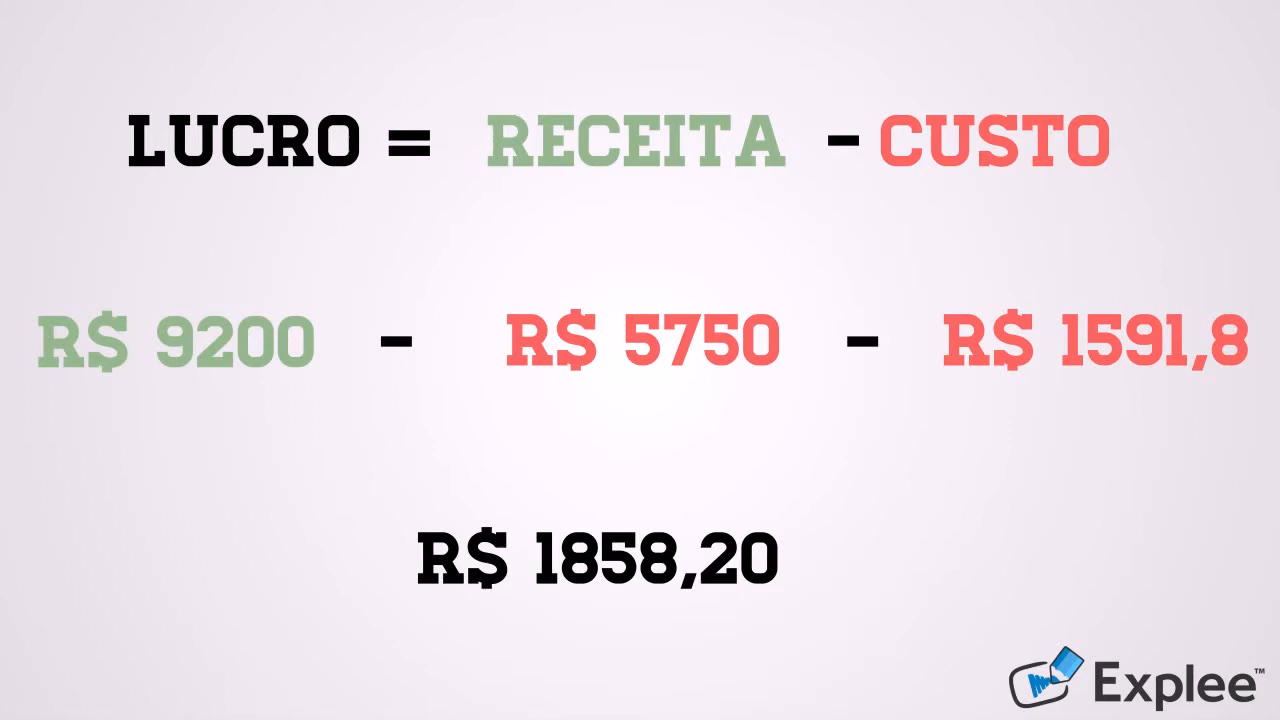 LUCRO = RECEITA - CUSTO
R$ 9200 - R$ 5750 - R$ 1591,8
R$ 1858,20
Explee™